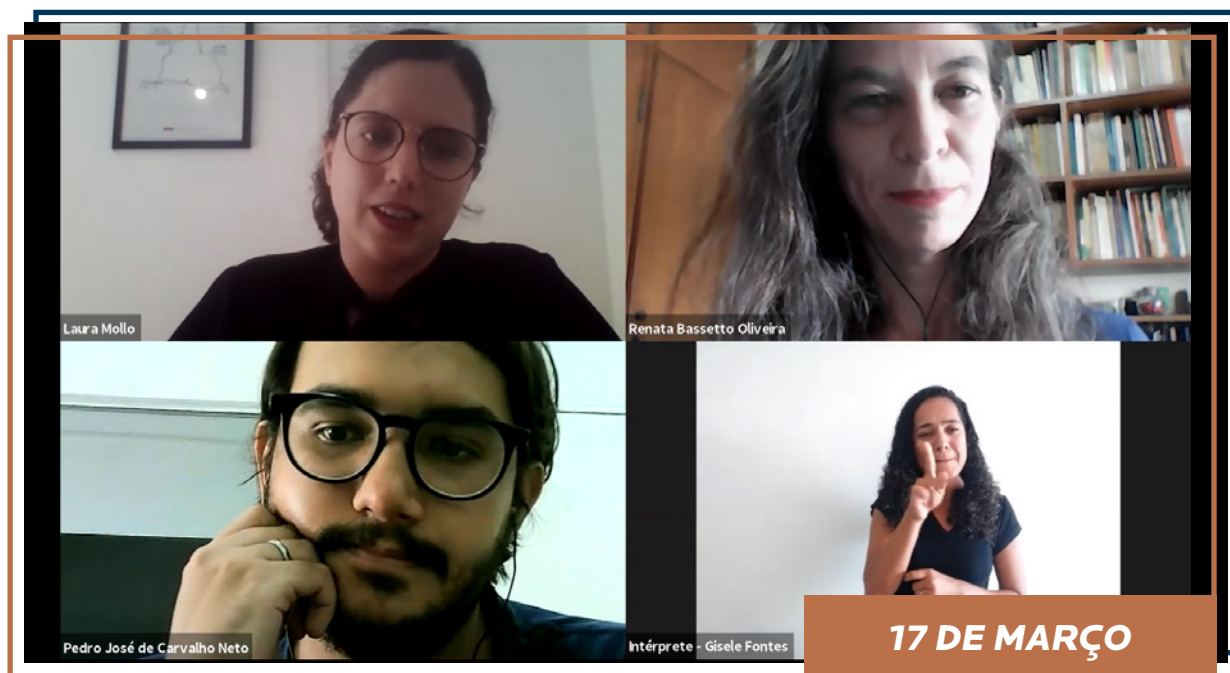 Laura Mollo
Renata Bassetto Oliveira
Pedro José de Carvalho Neto
Intérprete - Gisele Fontes
17 DE MARÇO